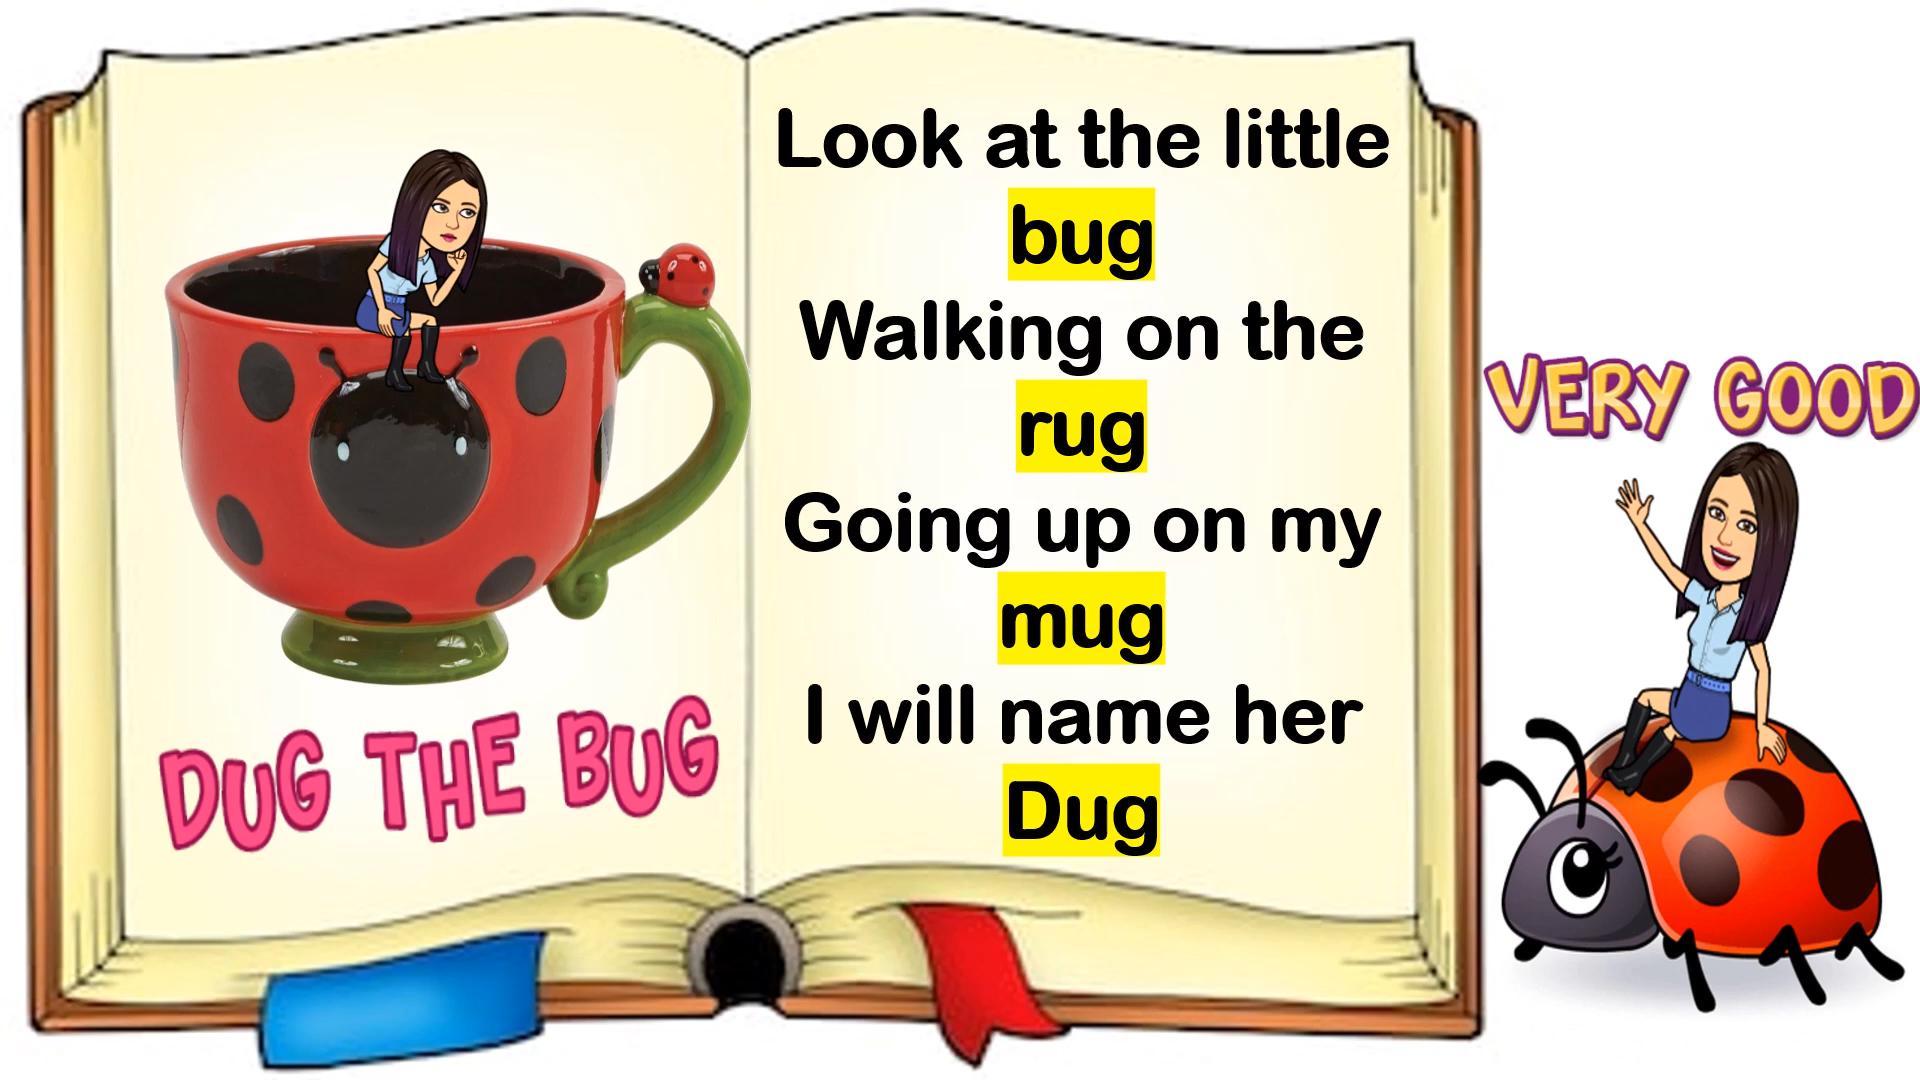 DUG THE BUG
Look at the little
bug
Walking on the
rug
Going up on my
mug
I will name her
Dug
VERY GOOD